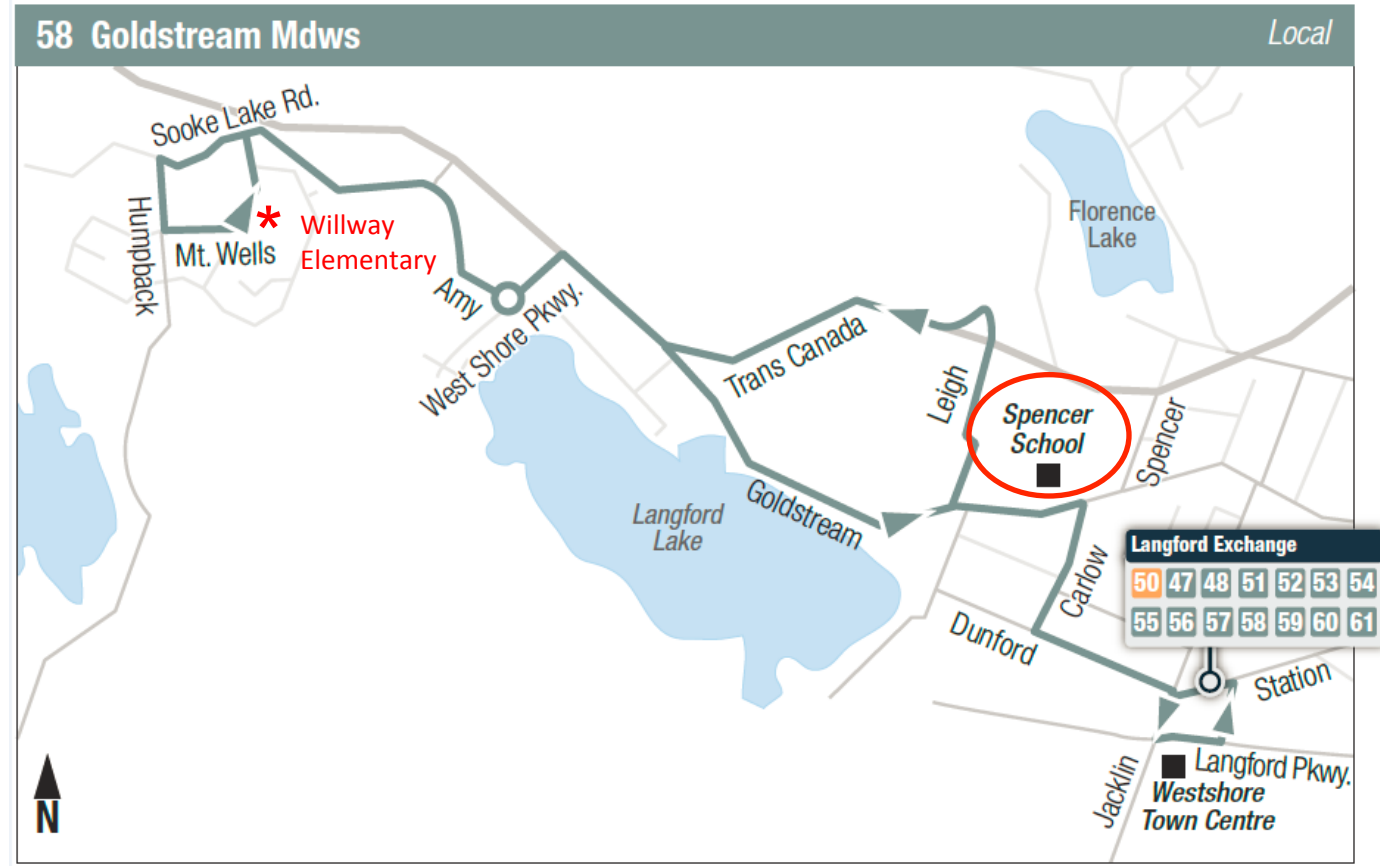 58 Goldstream Mdws
Local
Sooke Lake Rd.
Humpback
Mt. Wells
* Willway
Elementary
Amy
West Shore Pkwy.
Trans Canada
Leigh
Florence
Lake
Spencer
School
Spencer
Langford
Lake
Goldstream
Carlow
Dunford
Langford Exchange
50 47 48 51 52 53 54
55 56 57 58 59 60 61
Station
Jacklin
Langford Pkwy.
Westshore
Town Centre
N